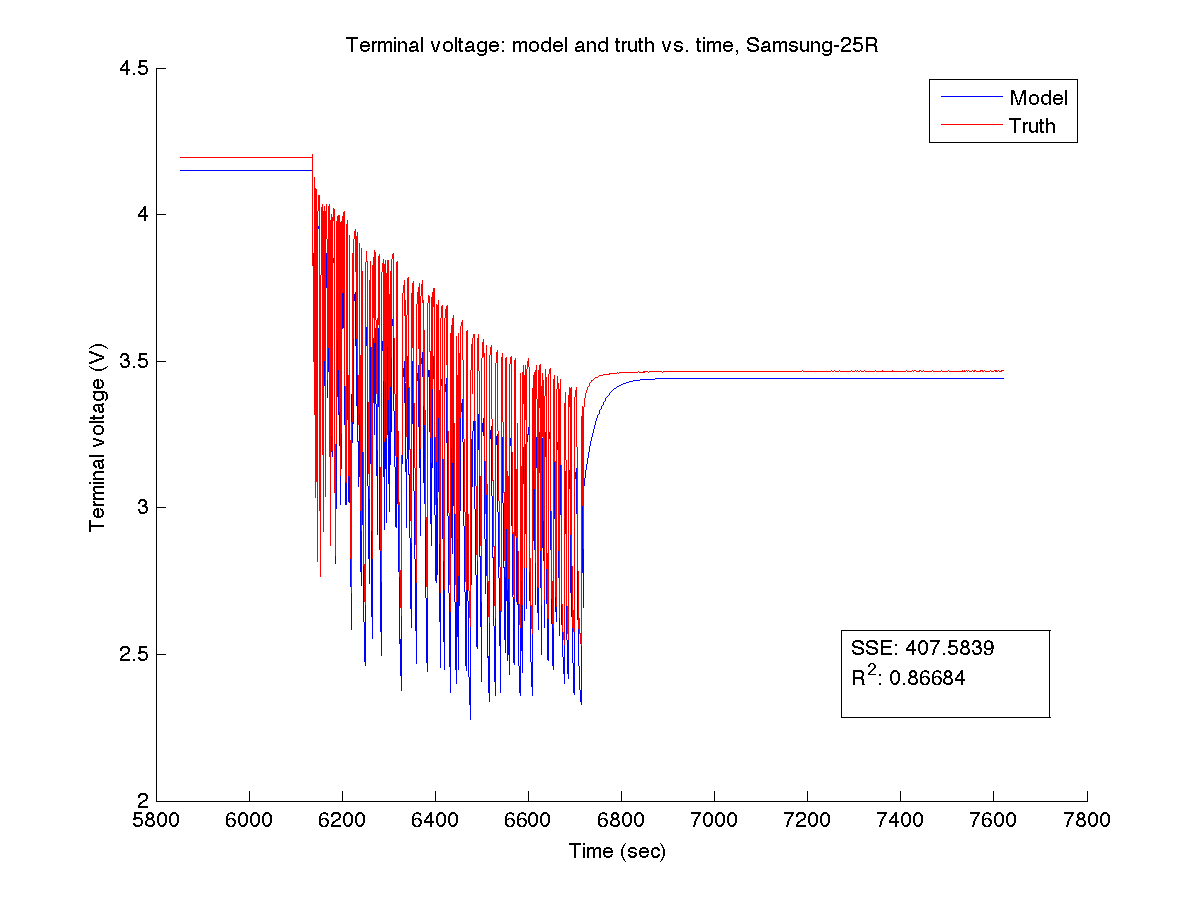 Terminal voltage: model and truth vs. time, Samsung-25R
4.5
Model
Truth
4
3.5
Terminal voltage (V)
3
2.5
SSE: 407.5839
R²: 0.86684
2
5800 6000 6200 6400 6600 6800 7000 7200 7400 7600 7800
Time (sec)